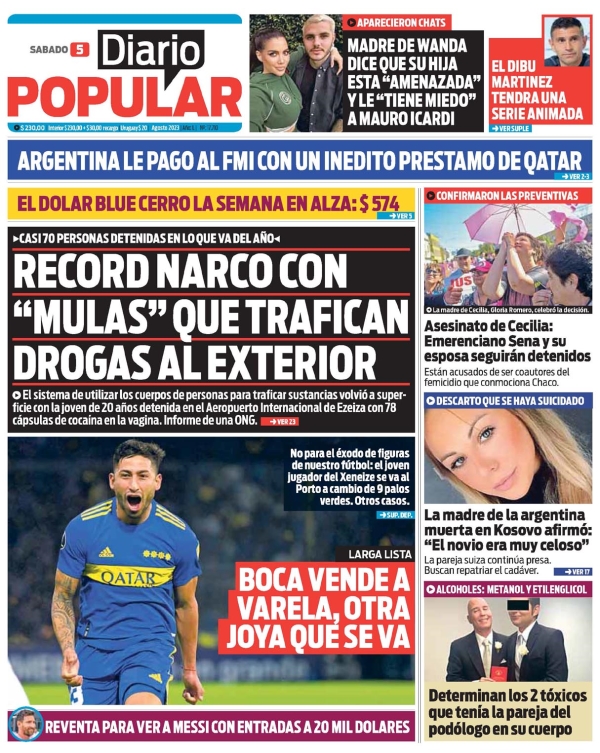 SABADO 5
Diario
POPULAR
$ 230,00 Interior $230,00 • $30,00 recargo Uruguay $ 20 Agosto 2023
APARECIERON CHATS
MADRE DE WANDA
DICE QUE SU HIJA
ESTA “AMENAZADA”
Y LE “TIENE MIEDO”
A MAURO ICARDI
EL DIBU
MARTINEZ
TENDRA UNA
SERIE ANIMADA
VER SUPLE
ARGENTINA LE PAGO AL FMI CON UN INEDITO PRESTAMO DE QATAR
VER 2-3
EL DOLAR BLUE CERRO LA SEMANA EN ALZA: $ 574
VER 5
CASI 70 PERSONAS DETENIDAS EN LO QUE VA DEL AÑO
RECORD NARCO CON
“MULAS” QUE TRAFICAN
DROGAS AL EXTERIOR
El sistema de utilizar los cuerpos de personas para traficar sustancias volvió a super-
ficie con la joven de 20 años detenida en el Aeropuerto Internacional de Ezeiza con 78
cápsulas de cocaína en la vagina. Informe de una ONG.
VER 23
No para el éxodo de figuras
de nuestro fútbol: el joven
jugador del Xeneize se va al
Porto a cambio de 9 palos
verdes. Otros casos.
SUP. DEP.
LARGA LISTA
BOCA VENDE A
VARELA, OTRA
JOYA QUE SE VA
QATAR
REVENTA PARA VER A MESSI CON ENTRADAS A 20 MIL DOLARES
CONFIRMARON LAS PREVENTIVAS
La madre de Cecilia, Gloria Romero, celebró la decisión.
Asesinato de Cecilia:
Emerenciano Sena y su
esposa seguirán detenidos
Están acusados de ser coautores del
femicidio que conmociona Chaco.
DESCARTO QUE SE HAYA SUICIDADO
La madre de la argentina
muerta en Kosovo afirmó:
“El novio era muy celoso”
La pareja suiza continúa presa.
Buscan repatriar el cadáver.
VER 17
ALCOHOLES: METANOL Y ETILENGLICOL
Determinan los 2 tóxicos
que tenía la pareja del
podólogo en su cuerpo